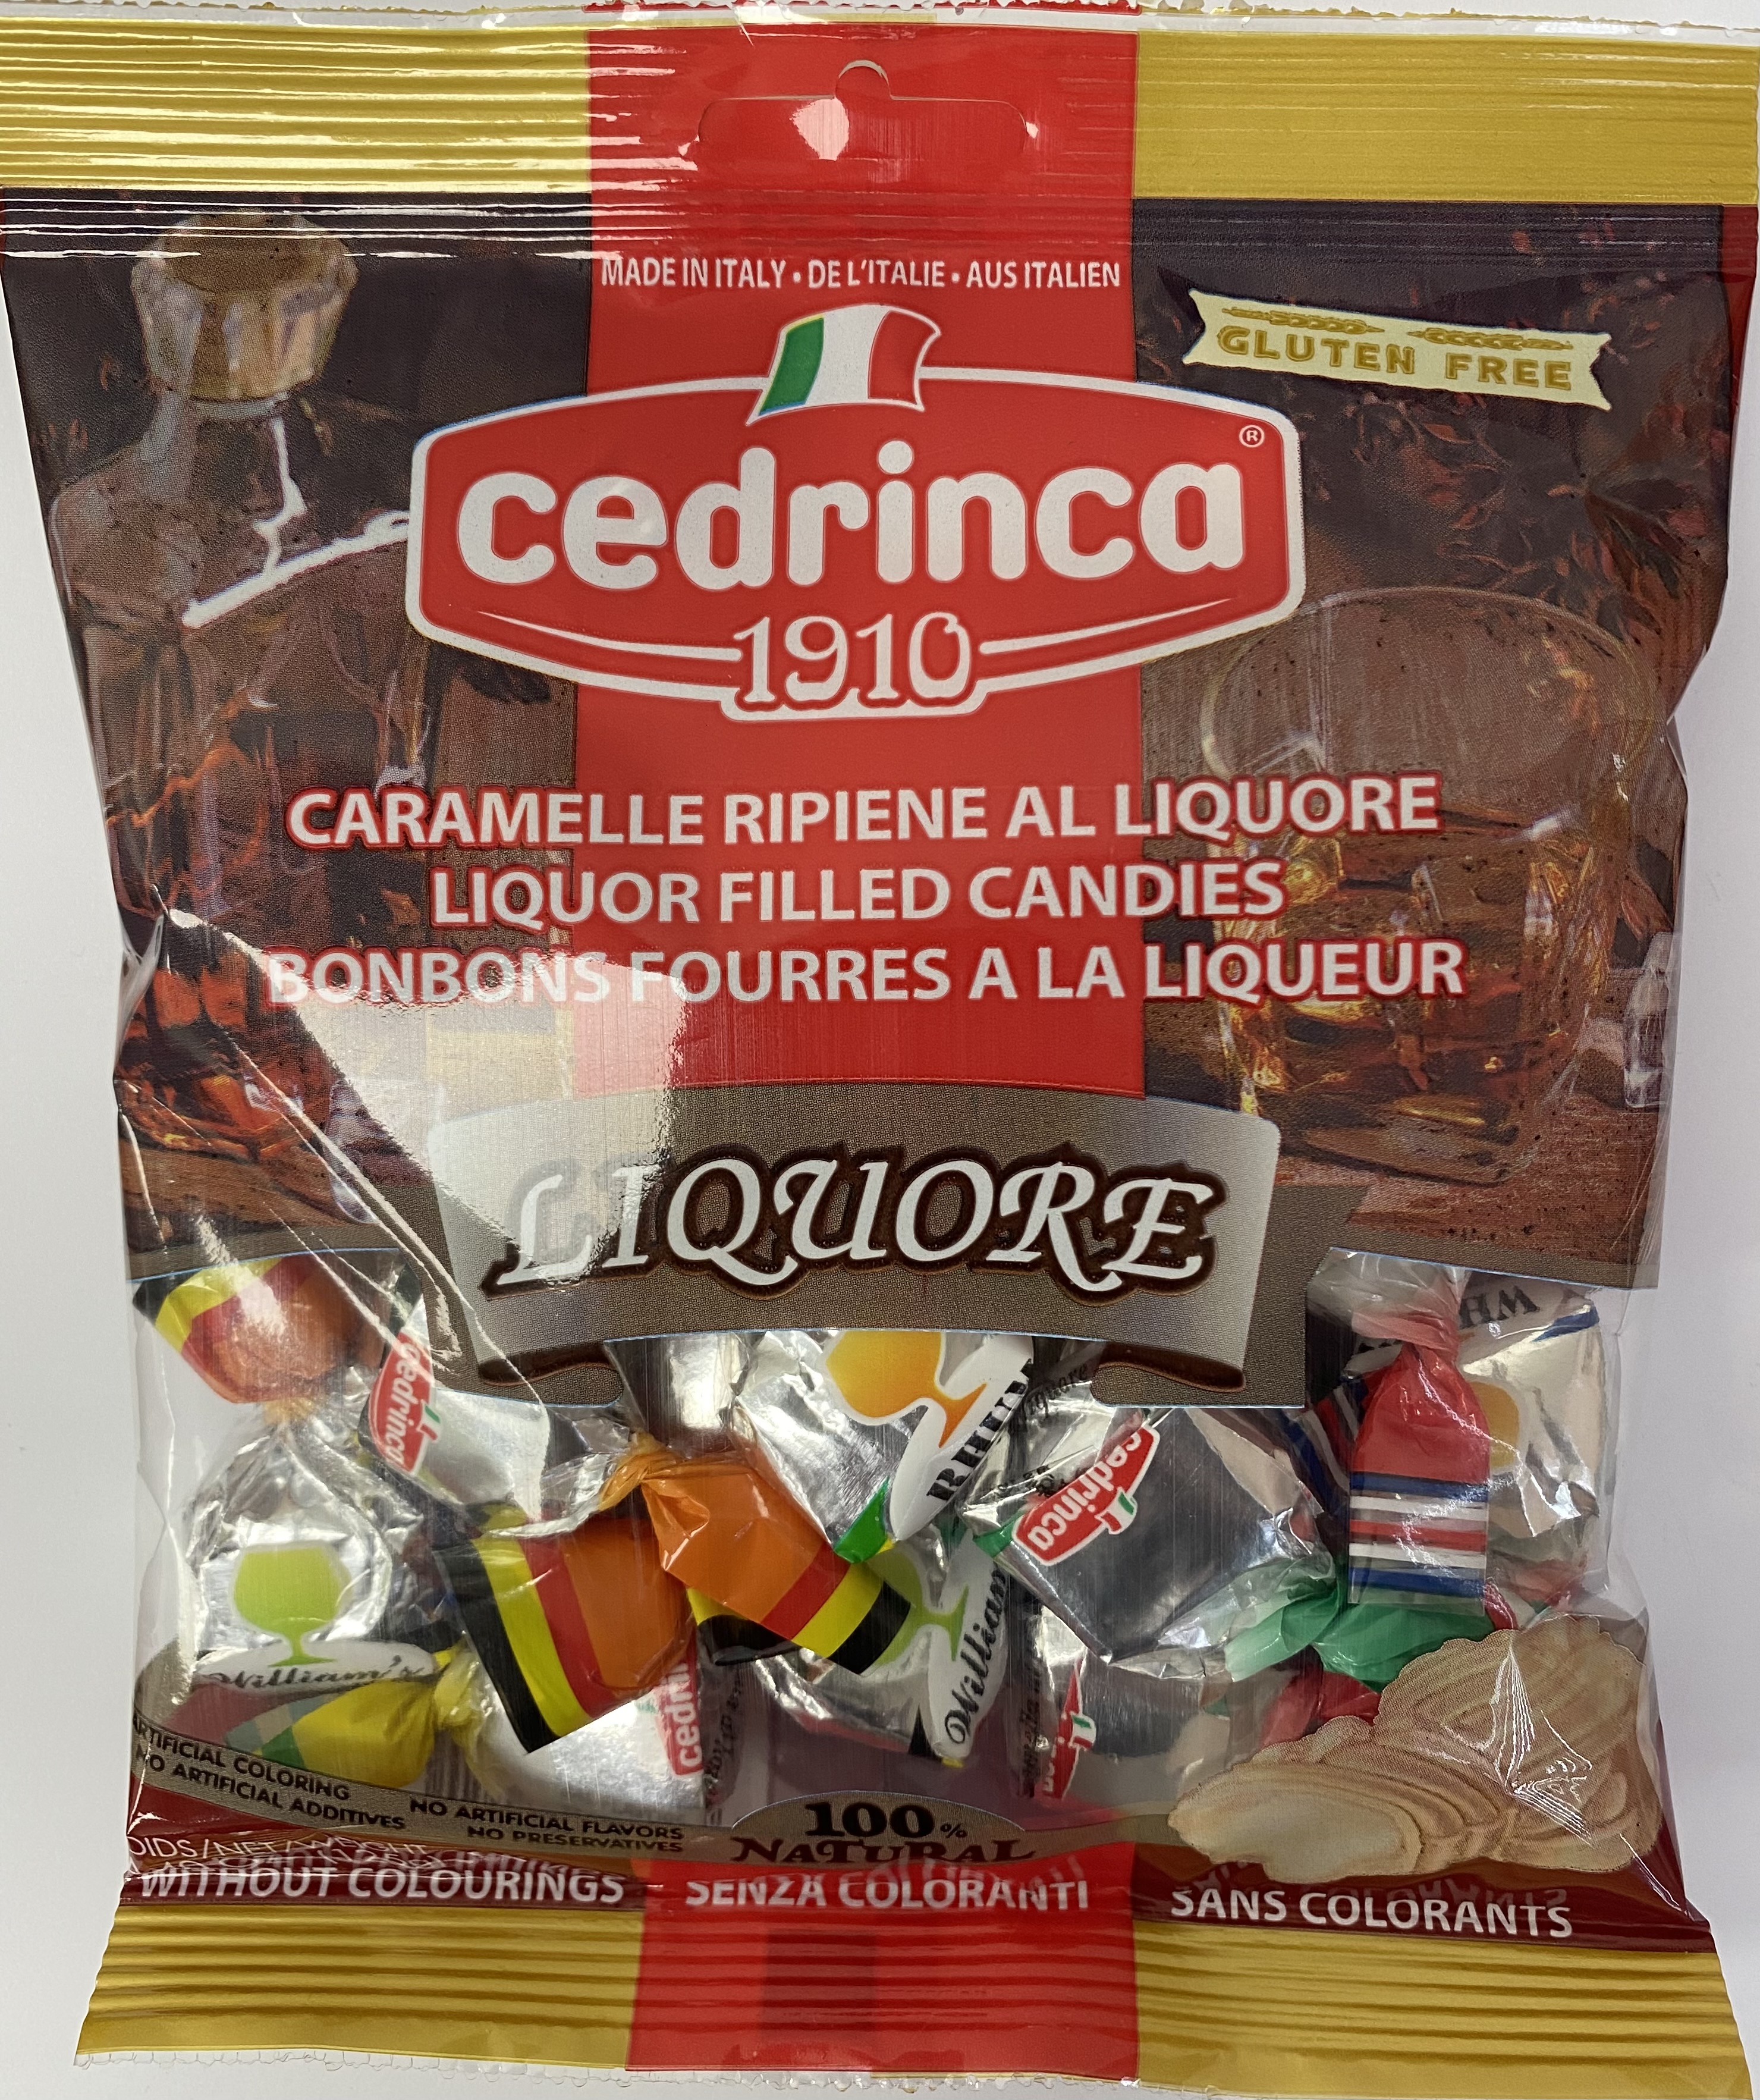 MADE IN ITALY • DE L'ITALIE • AUS ITALIEN
GLUTEN FREE
cedrinca®
1910
CARAMELLE RIPIENE AL LIQUORE
LIQUOR FILLED CANDIES
BONBONS FOURRES A LA LIQUEUR
LIQUORE
cedrinca
cedrinca
William's
William
cedrin
ARTIFICIAL COLORING
NO ARTIFICIAL ADDITIVES
NO ARTIFICIAL FLAVORS
NO PRESERVATIVES
100%
NATURAL
WITHOUT COLOURINGS
SENZA COLORANTI
SANS COLORANTS